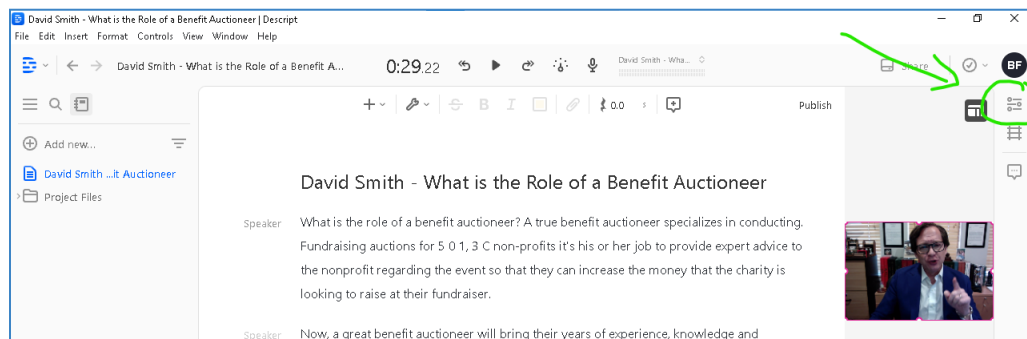 David Smith - What is the Role of a Benefit Auctioneer | Descript
File Edit Insert Format Controls View Window Help
David Smith - What is the Role of a Benefit A...
0:29.22
David Smith - Wha...
Share
BF
+
S B I
0.0
s
Publish
Add new...
David Smith ...it Auctioneer
Project Files
David Smith - What is the Role of a Benefit Auctioneer
Speaker
What is the role of a benefit auctioneer? A true benefit auctioneer specializes in conducting.
Fundraising auctions for 5 0 1, 3 C non-profits it's his or her job to provide expert advice to
the nonprofit regarding the event so that they can increase the money that the charity is
looking to raise at their fundraiser.
Speaker
Now, a great benefit auctioneer will bring their years of experience, knowledge and